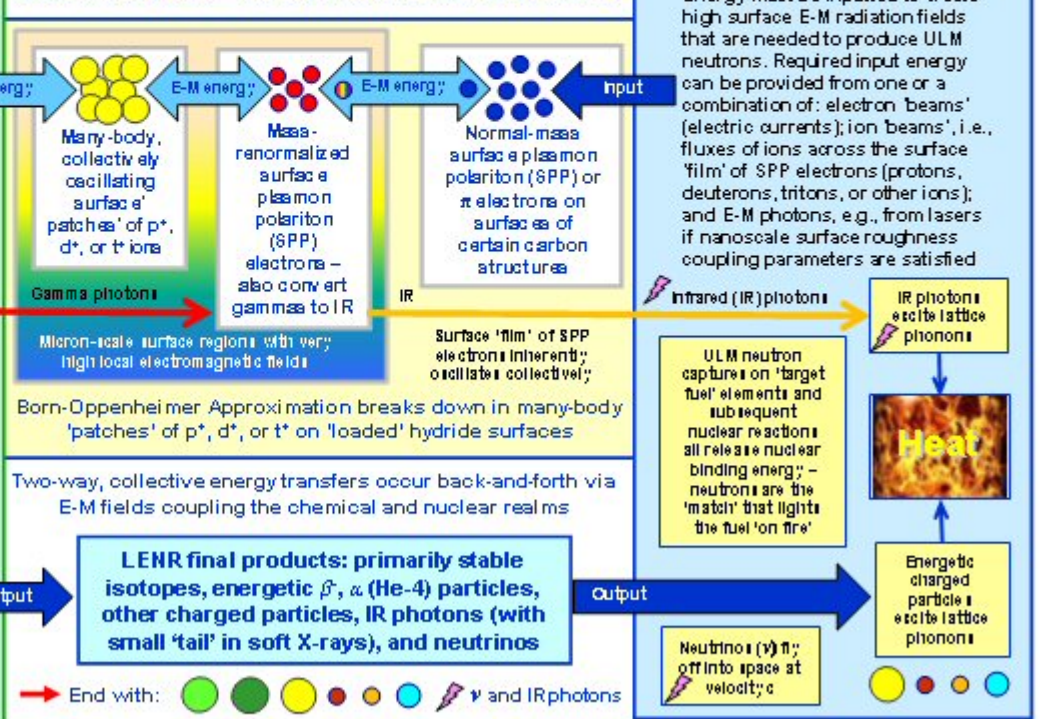 high surface E-M radiation fields
that are needed to produce ULM
neutrons. Required input energy
can be provided from one or a
combination of: electron 'beams'
(electric currents); ion 'beams', i.e.,
fluxes of ions across the surface
'film' of SPP electrons (protons,
deuterons, tritons, or other ions);
and E-M photons, e.g., from lasers
if nanoscale surface roughness
coupling parameters are satisfied
E-M energy
E-M energy
Input
Many-body,
collectively
oscillating
surface'
patches' of p⁺,
d⁺, or t⁺ ions
Mass-
renormalized
surface
plasmon
polariton
(SPP)
electrons –
also convert
gammas to IR
Normal-mass
surface plasmon
polariton (SPP) or
π electrons on
surfaces of
certain carbon
structures
Gamma photons
IR
Infrared (IR) photons
IR photons
excite lattice
phonons
Micron-scale surface regions with very
high local electromagnetic fields
Surface 'film' of SPP
electrons inherently
oscillates collectively
Born-Oppenheimer Approximation breaks down in many-body
'patches' of p⁺, d⁺, or t⁺ on 'loaded' hydride surfaces
ULM neutron
captures on 'target
fuel' elements and
subsequent
nuclear reactions
all release nuclear
binding energy –
neutrons are the
'match' that lights
the fuel 'on fire'
Heat
Two-way, collective energy transfers occur back-and-forth via
E-M fields coupling the chemical and nuclear realms
LENR final products: primarily stable
isotopes, energetic β⁻, α (He-4) particles,
other charged particles, IR photons (with
small 'tail' in soft X-rays), and neutrinos
Output
Energetic
charged
particles
excite lattice
phonons
Neutrinos (ν) fly
off into space at
velocity c
End with:
ν and IR photons